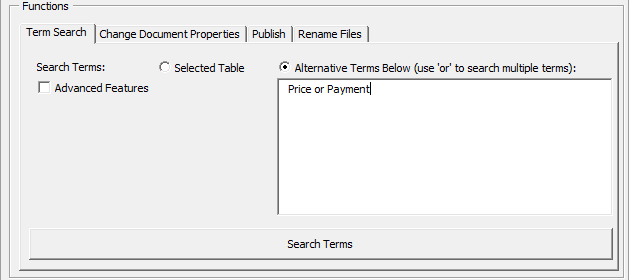 Functions
Term Search Change Document Properties Publish Rename Files
Search Terms: Selected Table Alternative Terms Below (use 'or' to search multiple terms):
Advanced Features
Price or Payment
Search Terms